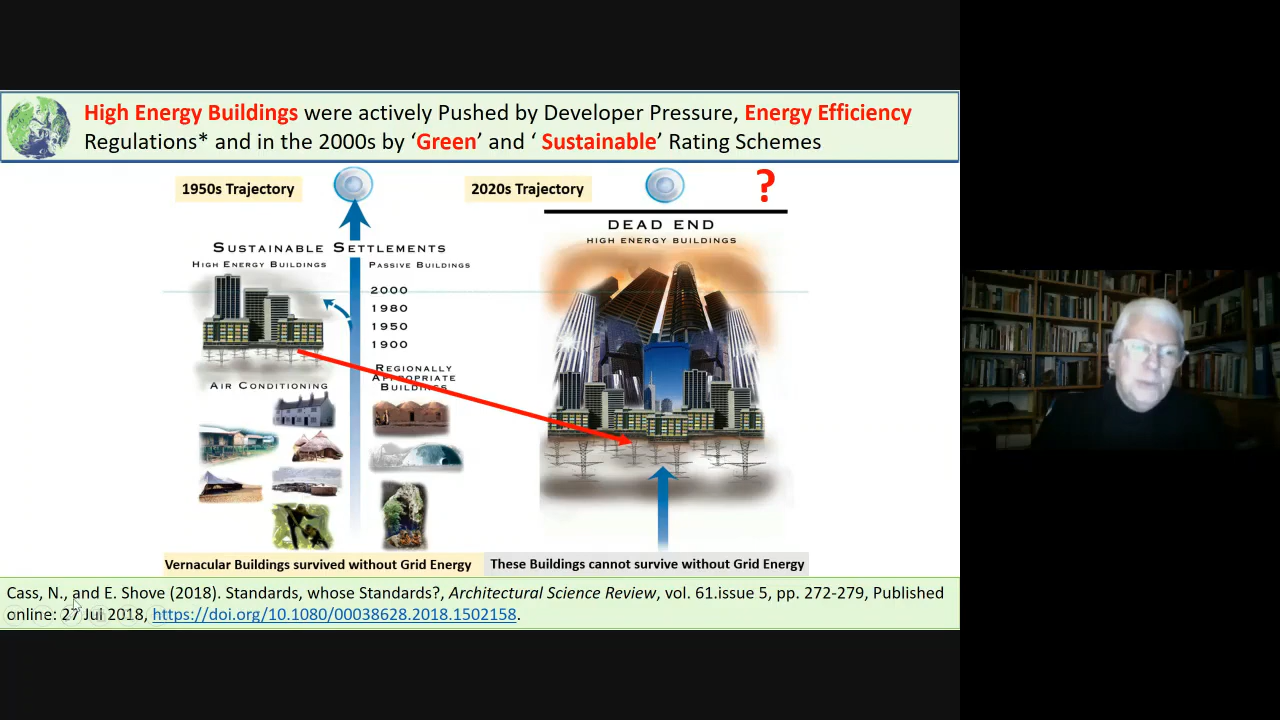 High Energy Buildings were actively Pushed by Developer Pressure, Energy Efficiency
Regulations* and in the 2000s by ‘Green’ and ‘ Sustainable’ Rating Schemes
1950s Trajectory
2020s Trajectory
?
SUSTAINABLE SETTLEMENTS
HIGH ENERGY BUILDINGS
PASSIVE BUILDINGS
2000
1980
1950
1900
REGIONALLY
APPROPRIATE
BUILDINGS
AIR CONDITIONING
DEAD END
HIGH ENERGY BUILDINGS
Vernacular Buildings survived without Grid Energy
These Buildings cannot survive without Grid Energy
Cass, N., and E. Shove (2018). Standards, whose Standards?, Architectural Science Review, vol. 61.issue 5, pp. 272-279, Published
online: 27 Jul 2018, https://doi.org/10.1080/00038628.2018.1502158.